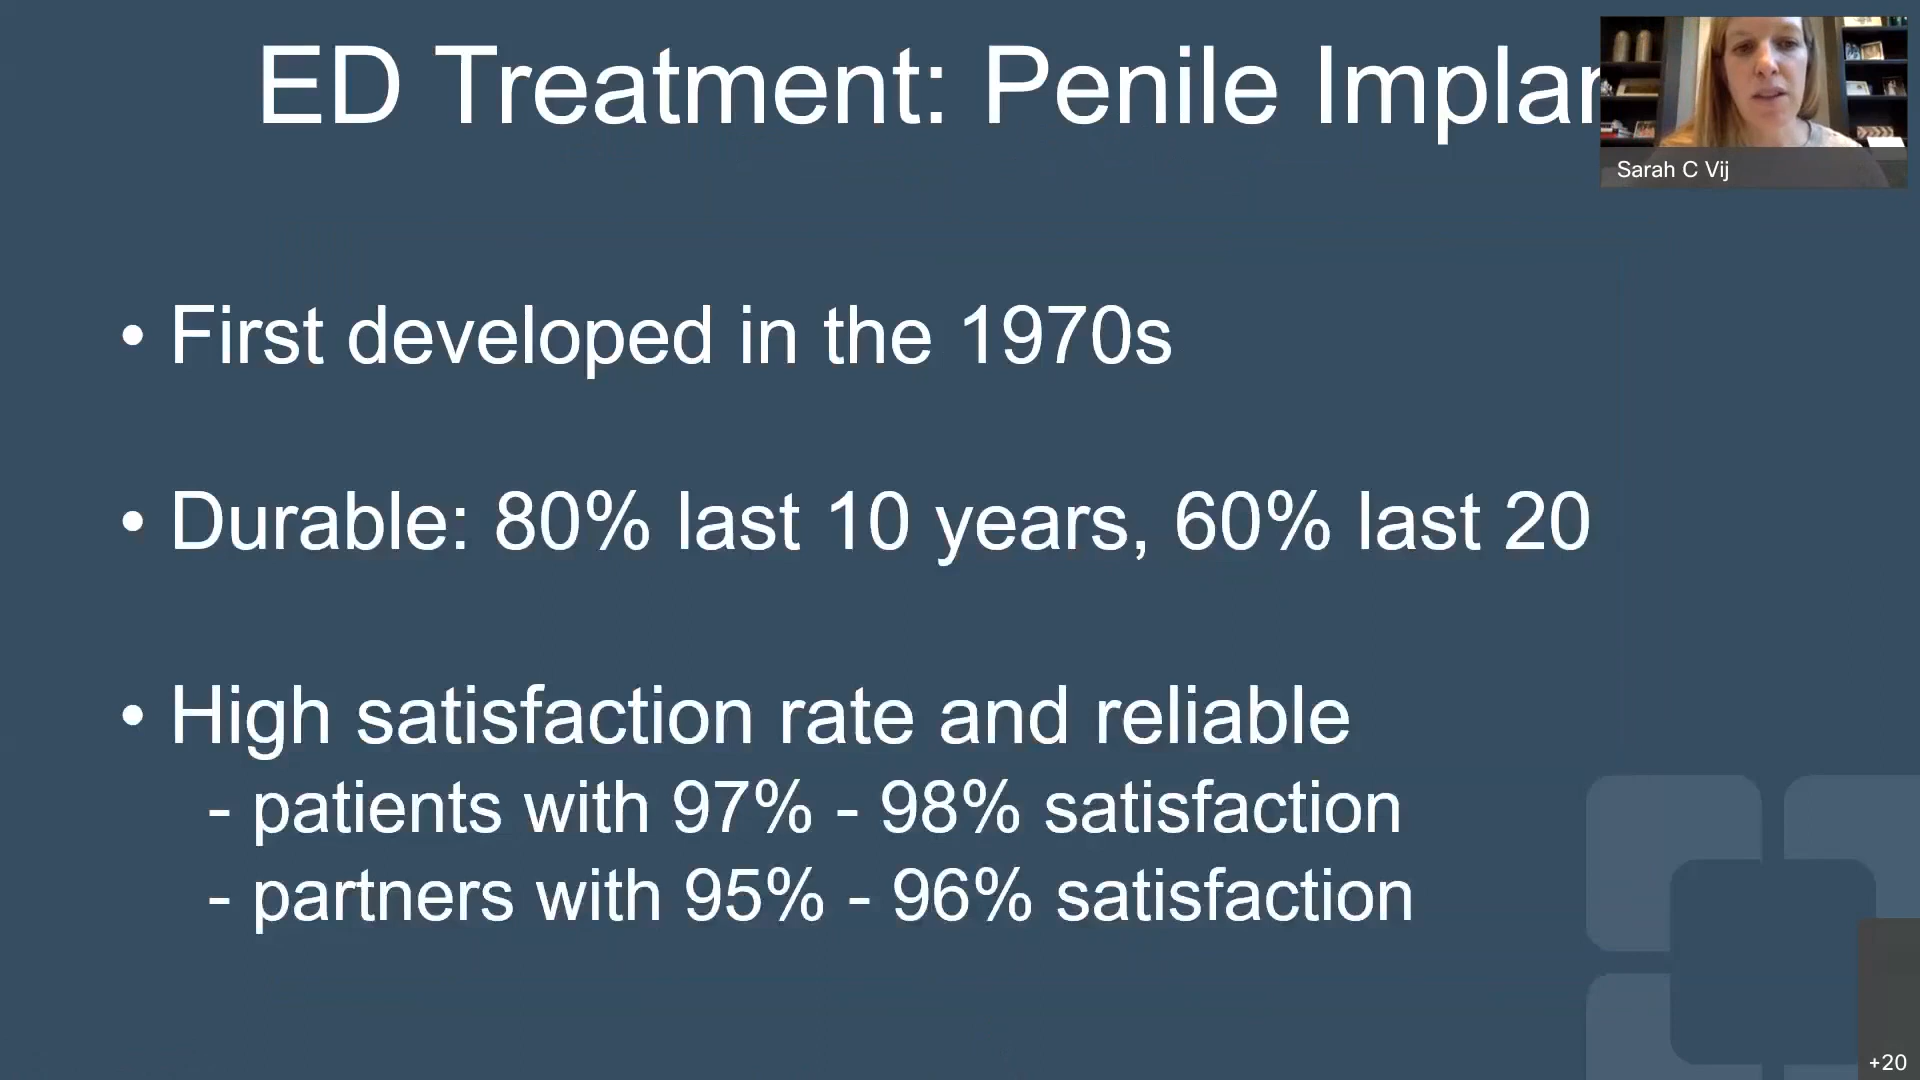 ED Treatment: Penile Implan
Sarah C Vij
• First developed in the 1970s
• Durable: 80% last 10 years, 60% last 20
• High satisfaction rate and reliable
- patients with 97% - 98% satisfaction
- partners with 95% - 96% satisfaction
+20